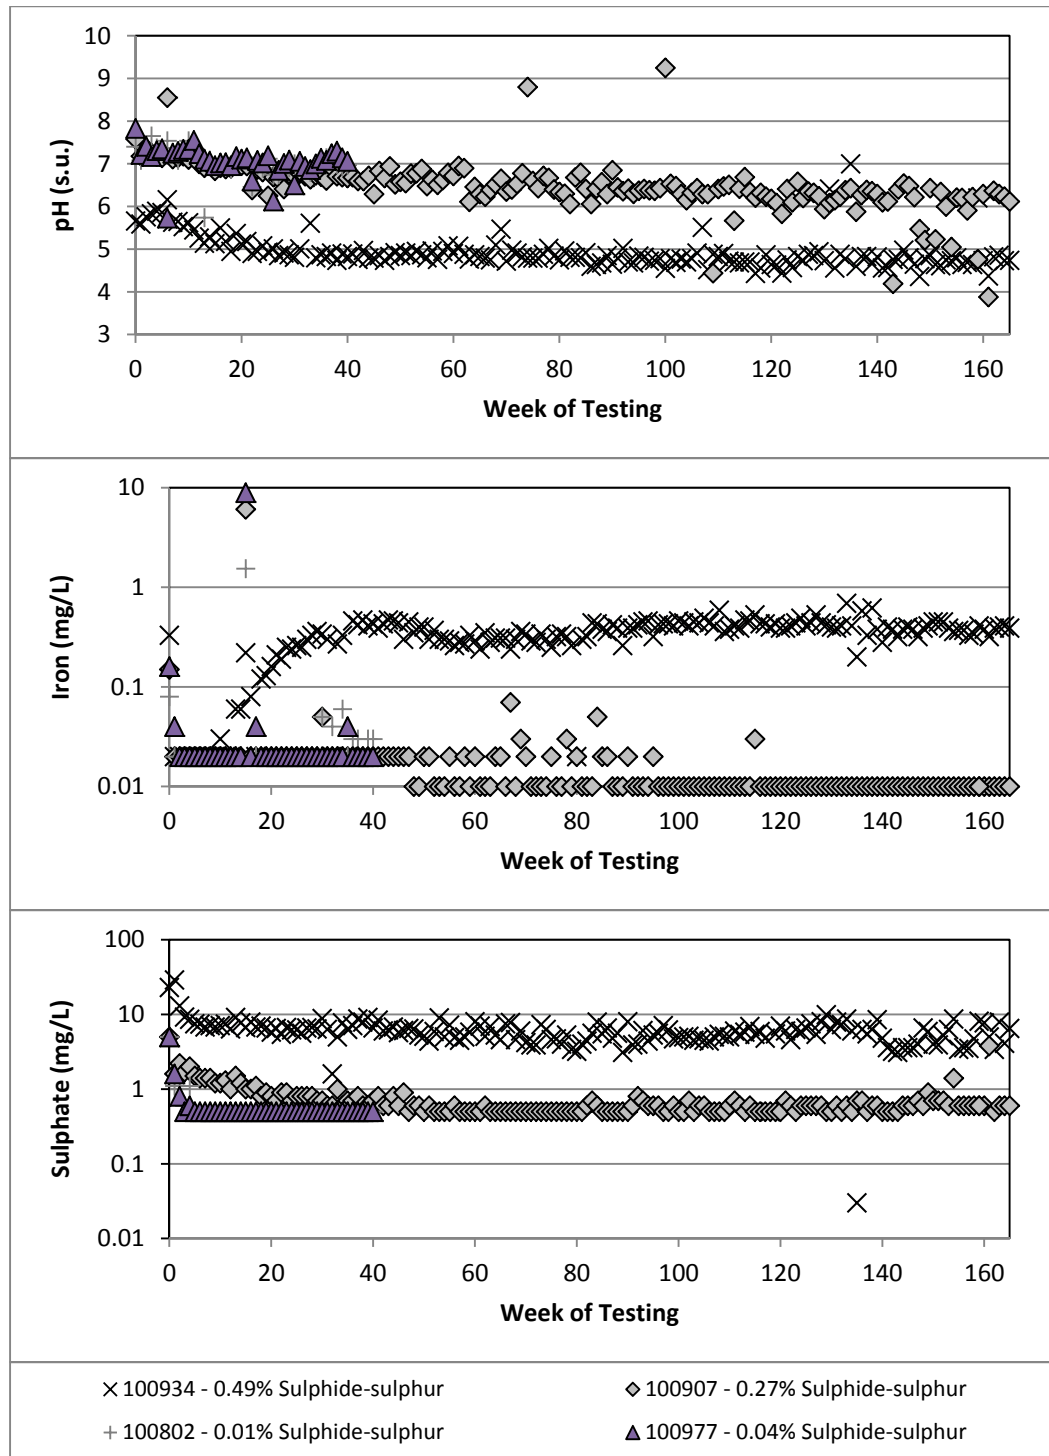 10
9
8
7
6
5
4
3
pH (s.u.)
0 20 40 60 80 100 120 140 160
Week of Testing
10
1
0.1
0.01
Iron (mg/L)
0 20 40 60 80 100 120 140 160
Week of Testing
100
10
1
0.1
0.01
Sulphate (mg/L)
0 20 40 60 80 100 120 140 160
Week of Testing
100934 - 0.49% Sulphide-sulphur 100907 - 0.27% Sulphide-sulphur
100802 - 0.01% Sulphide-sulphur 100977 - 0.04% Sulphide-sulphur